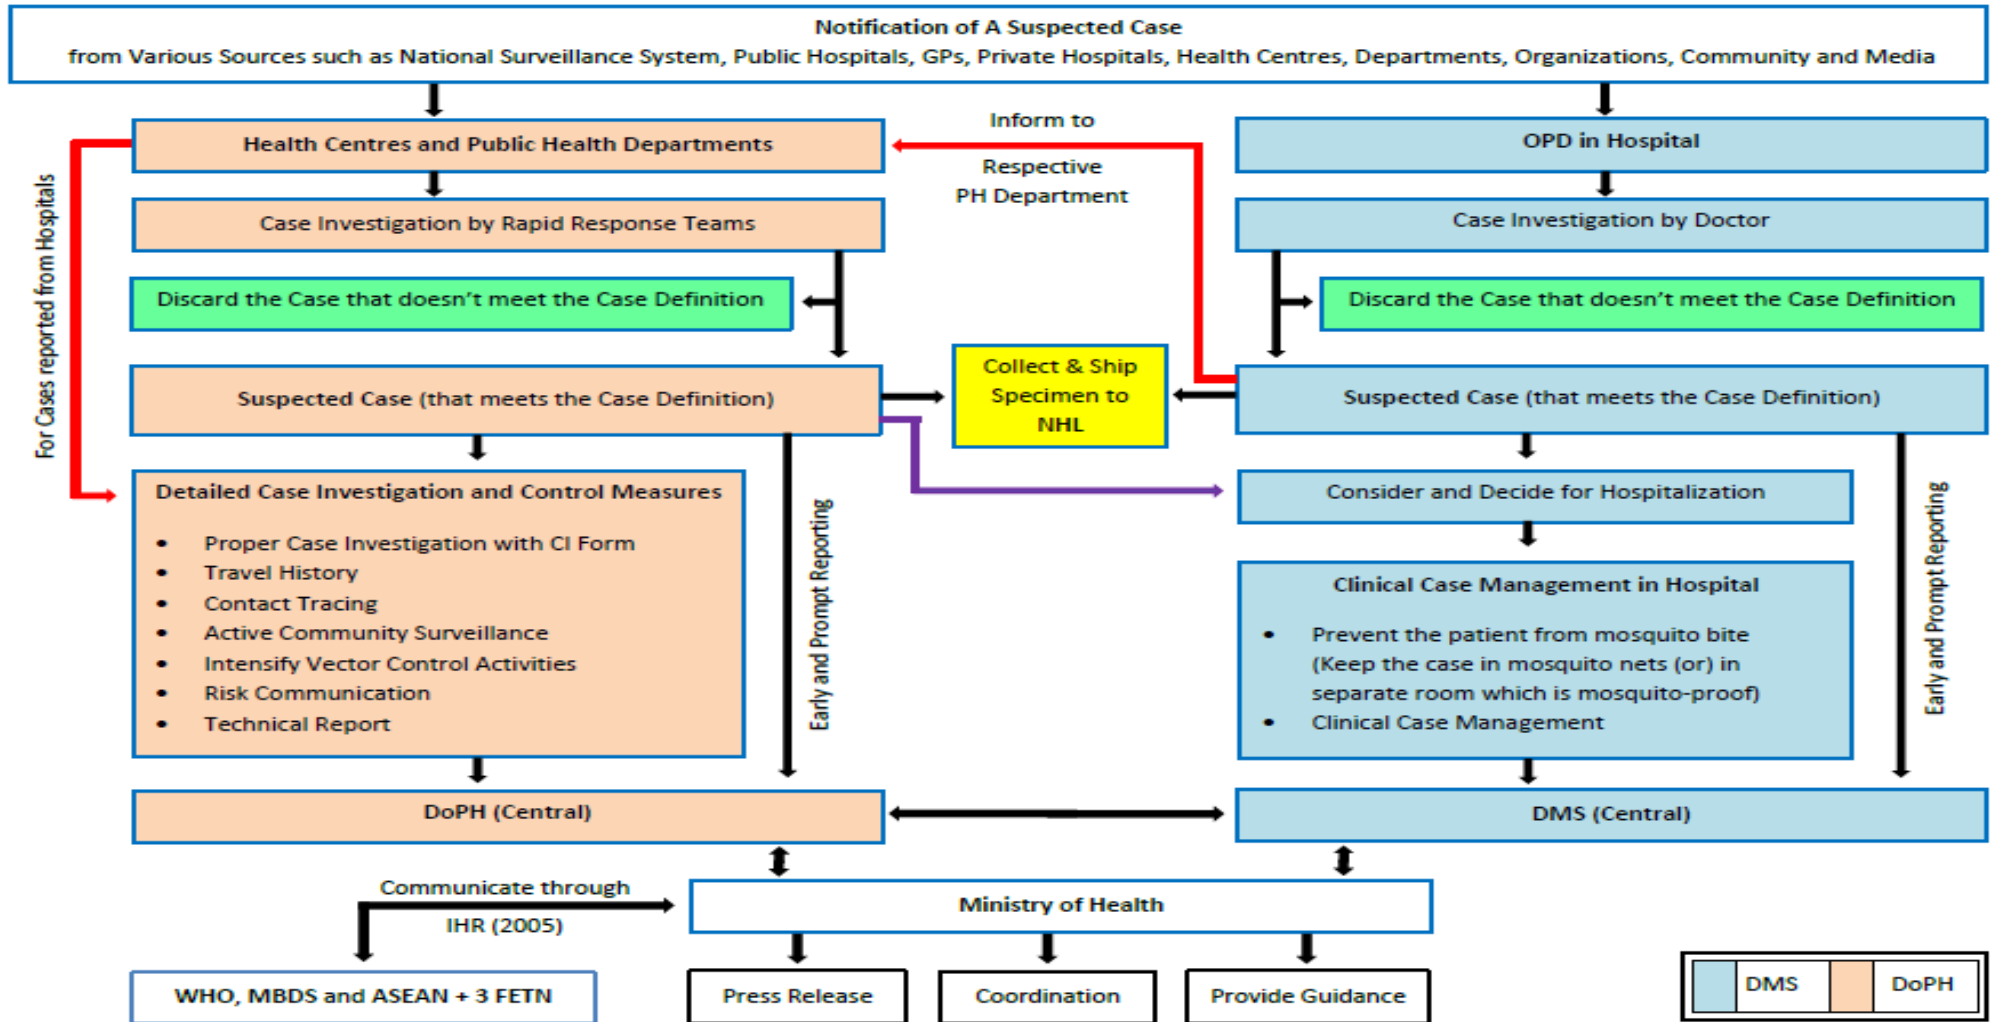 Notification of A Suspected Case
from Various Sources such as National Surveillance System, Public Hospitals, GPs, Private Hospitals, Health Centres, Departments, Organizations, Community and Media
Health Centres and Public Health Departments
Inform to
Respective
PH Department
OPD in Hospital
Case Investigation by Rapid Response Teams
Case Investigation by Doctor
For Cases reported from Hospitals
Discard the Case that doesn't meet the Case Definition
Discard the Case that doesn't meet the Case Definition
Suspected Case (that meets the Case Definition)
Collect & Ship
Specimen to
NHL
Suspected Case (that meets the Case Definition)
Detailed Case Investigation and Control Measures
• Proper Case Investigation with CI Form
• Travel History
• Contact Tracing
• Active Community Surveillance
• Intensify Vector Control Activities
• Risk Communication
• Technical Report
Early and Prompt Reporting
Consider and Decide for Hospitalization
Clinical Case Management in Hospital
• Prevent the patient from mosquito bite
(Keep the case in mosquito nets (or) in
separate room which is mosquito-proof)
• Clinical Case Management
Early and Prompt Reporting
DoPH (Central)
DMS (Central)
Communicate through
IHR (2005)
Ministry of Health
WHO, MBDS and ASEAN + 3 FETN
Press Release
Coordination
Provide Guidance
DMS
DoPH